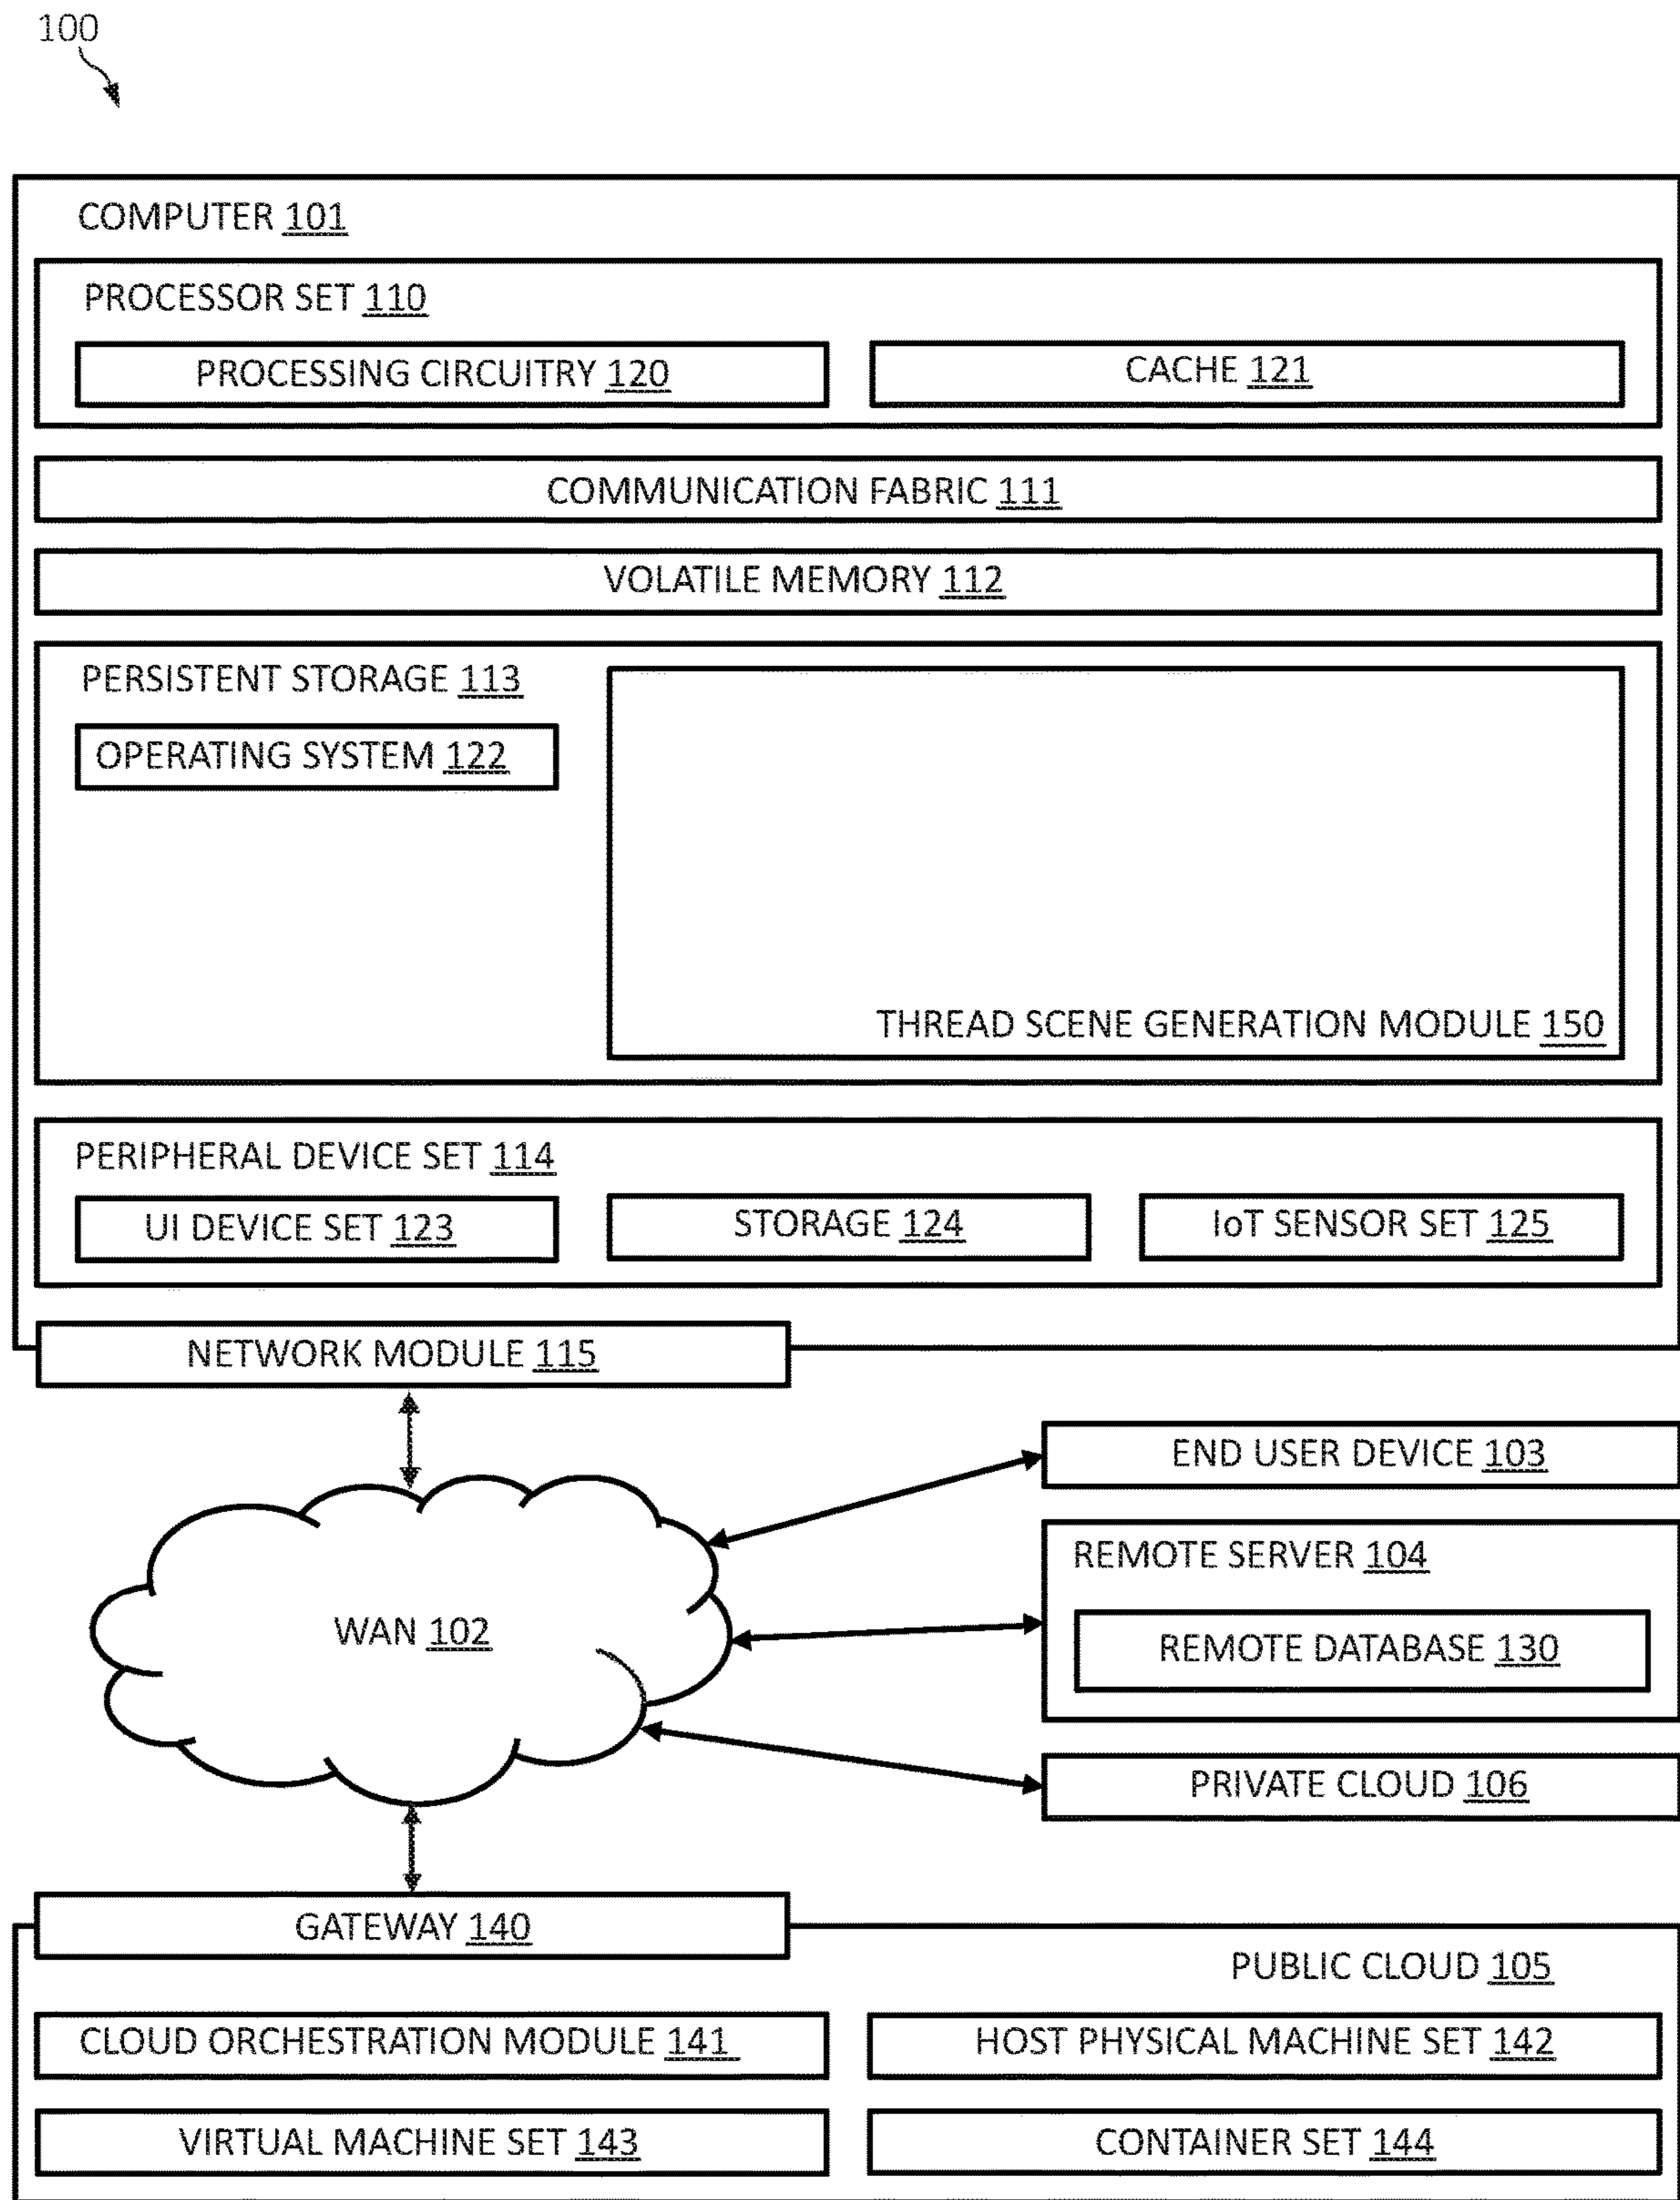 100
COMPUTER 101
PROCESSOR SET 110
PROCESSING CIRCUITRY 120
CACHE 121
COMMUNICATION FABRIC 111
VOLATILE MEMORY 112
PERSISTENT STORAGE 113
OPERATING SYSTEM 122
THREAD SCENE GENERATION MODULE 150
PERIPHERAL DEVICE SET 114
UI DEVICE SET 123
STORAGE 124
IoT SENSOR SET 125
NETWORK MODULE 115
END USER DEVICE 103
REMOTE SERVER 104
WAN 102
REMOTE DATABASE 130
PRIVATE CLOUD 106
GATEWAY 140
PUBLIC CLOUD 105
CLOUD ORCHESTRATION MODULE 141
HOST PHYSICAL MACHINE SET 142
VIRTUAL MACHINE SET 143
CONTAINER SET 144